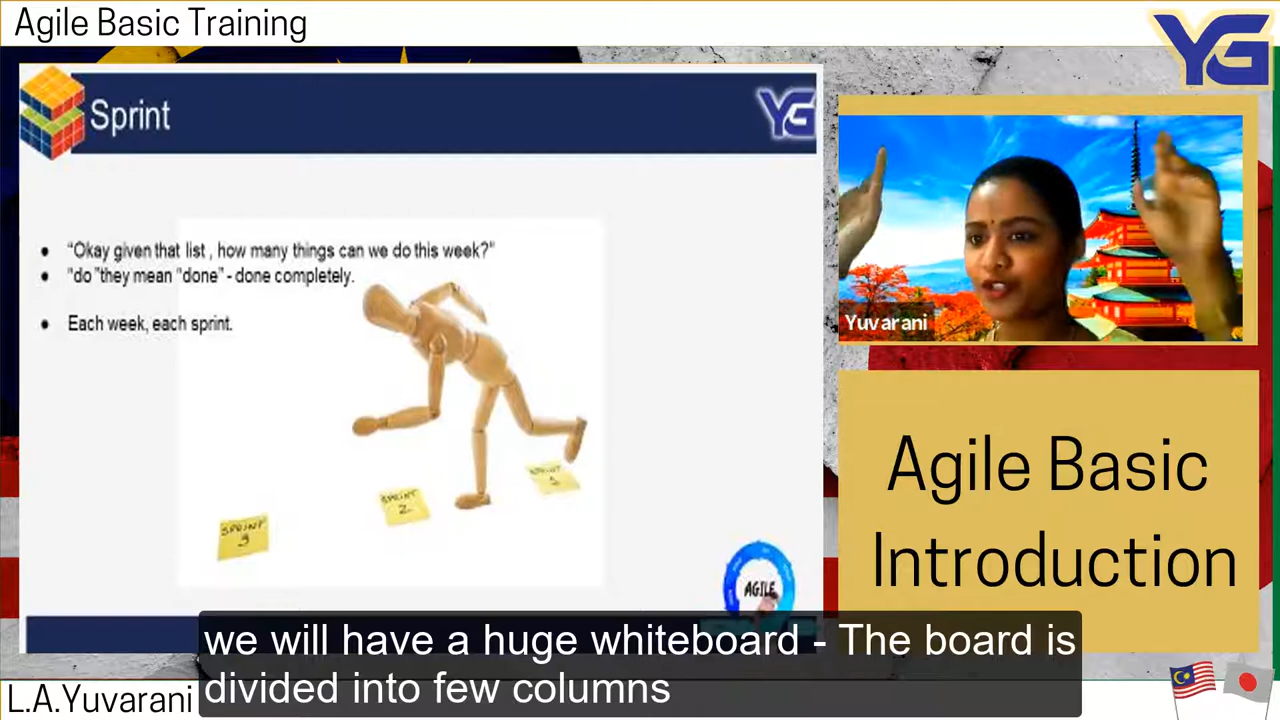 Agile Basic Training
YG
Sprint
YG
• "Okay given that list , how many things can we do this week?"
• "do "they mean "done" - done completely.
• Each week, each sprint.
SPRINT
1
SPRINT
2
SPRINT
3
AGILE
Yuvarani
Agile Basic
Introduction
we will have a huge whiteboard - The board is
divided into few columns
L.A.Yuvarani